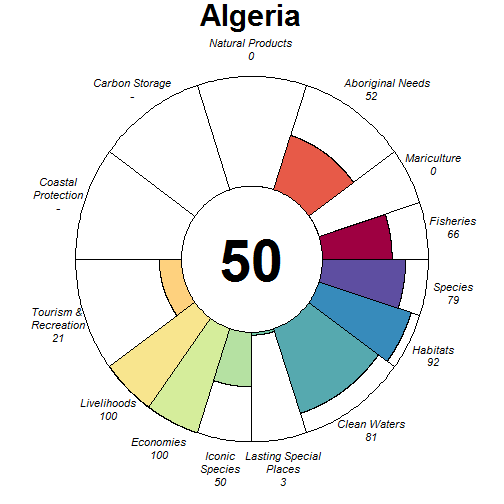 Algeria
Natural Products
0
Carbon Storage
-
Aboriginal Needs
52
Mariculture
0
Coastal
Protection
-
Fisheries
66
50
Species
79
Tourism &
Recreation
21
Habitats
92
Livelihoods
100
Clean Waters
81
Economies
100
Iconic
Species
50
Lasting Special
Places
3